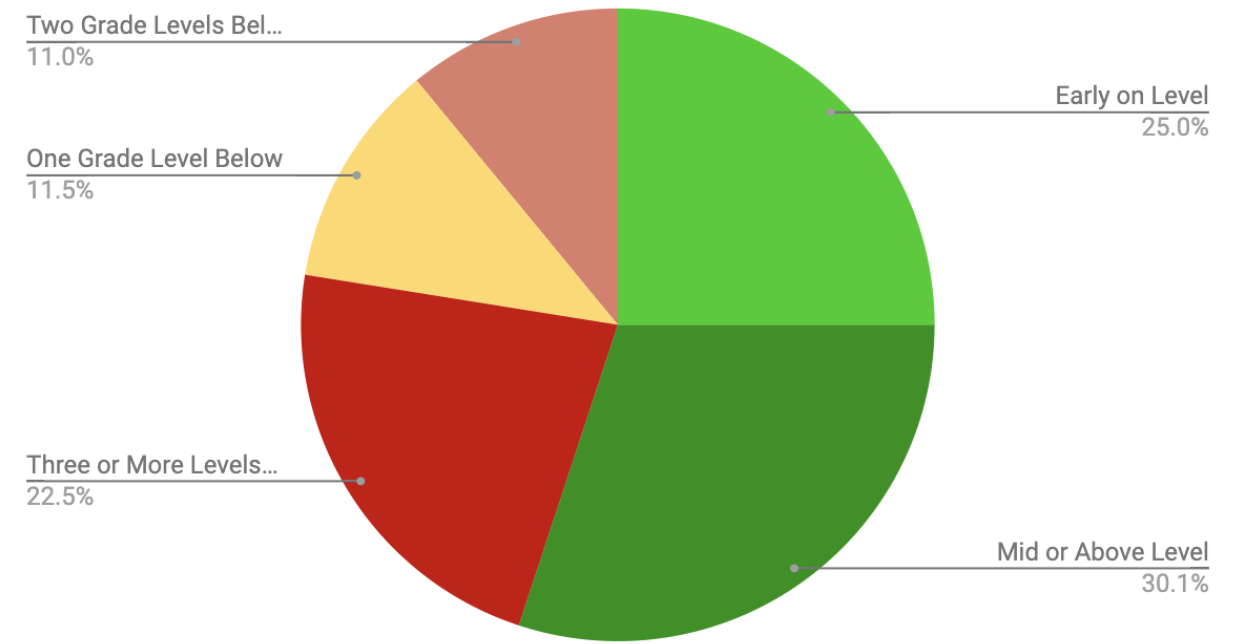 Two Grade Levels Bel...
11.0%
Early on Level
25.0%
One Grade Level Below
11.5%
Three or More Levels...
22.5%
Mid or Above Level
30.1%